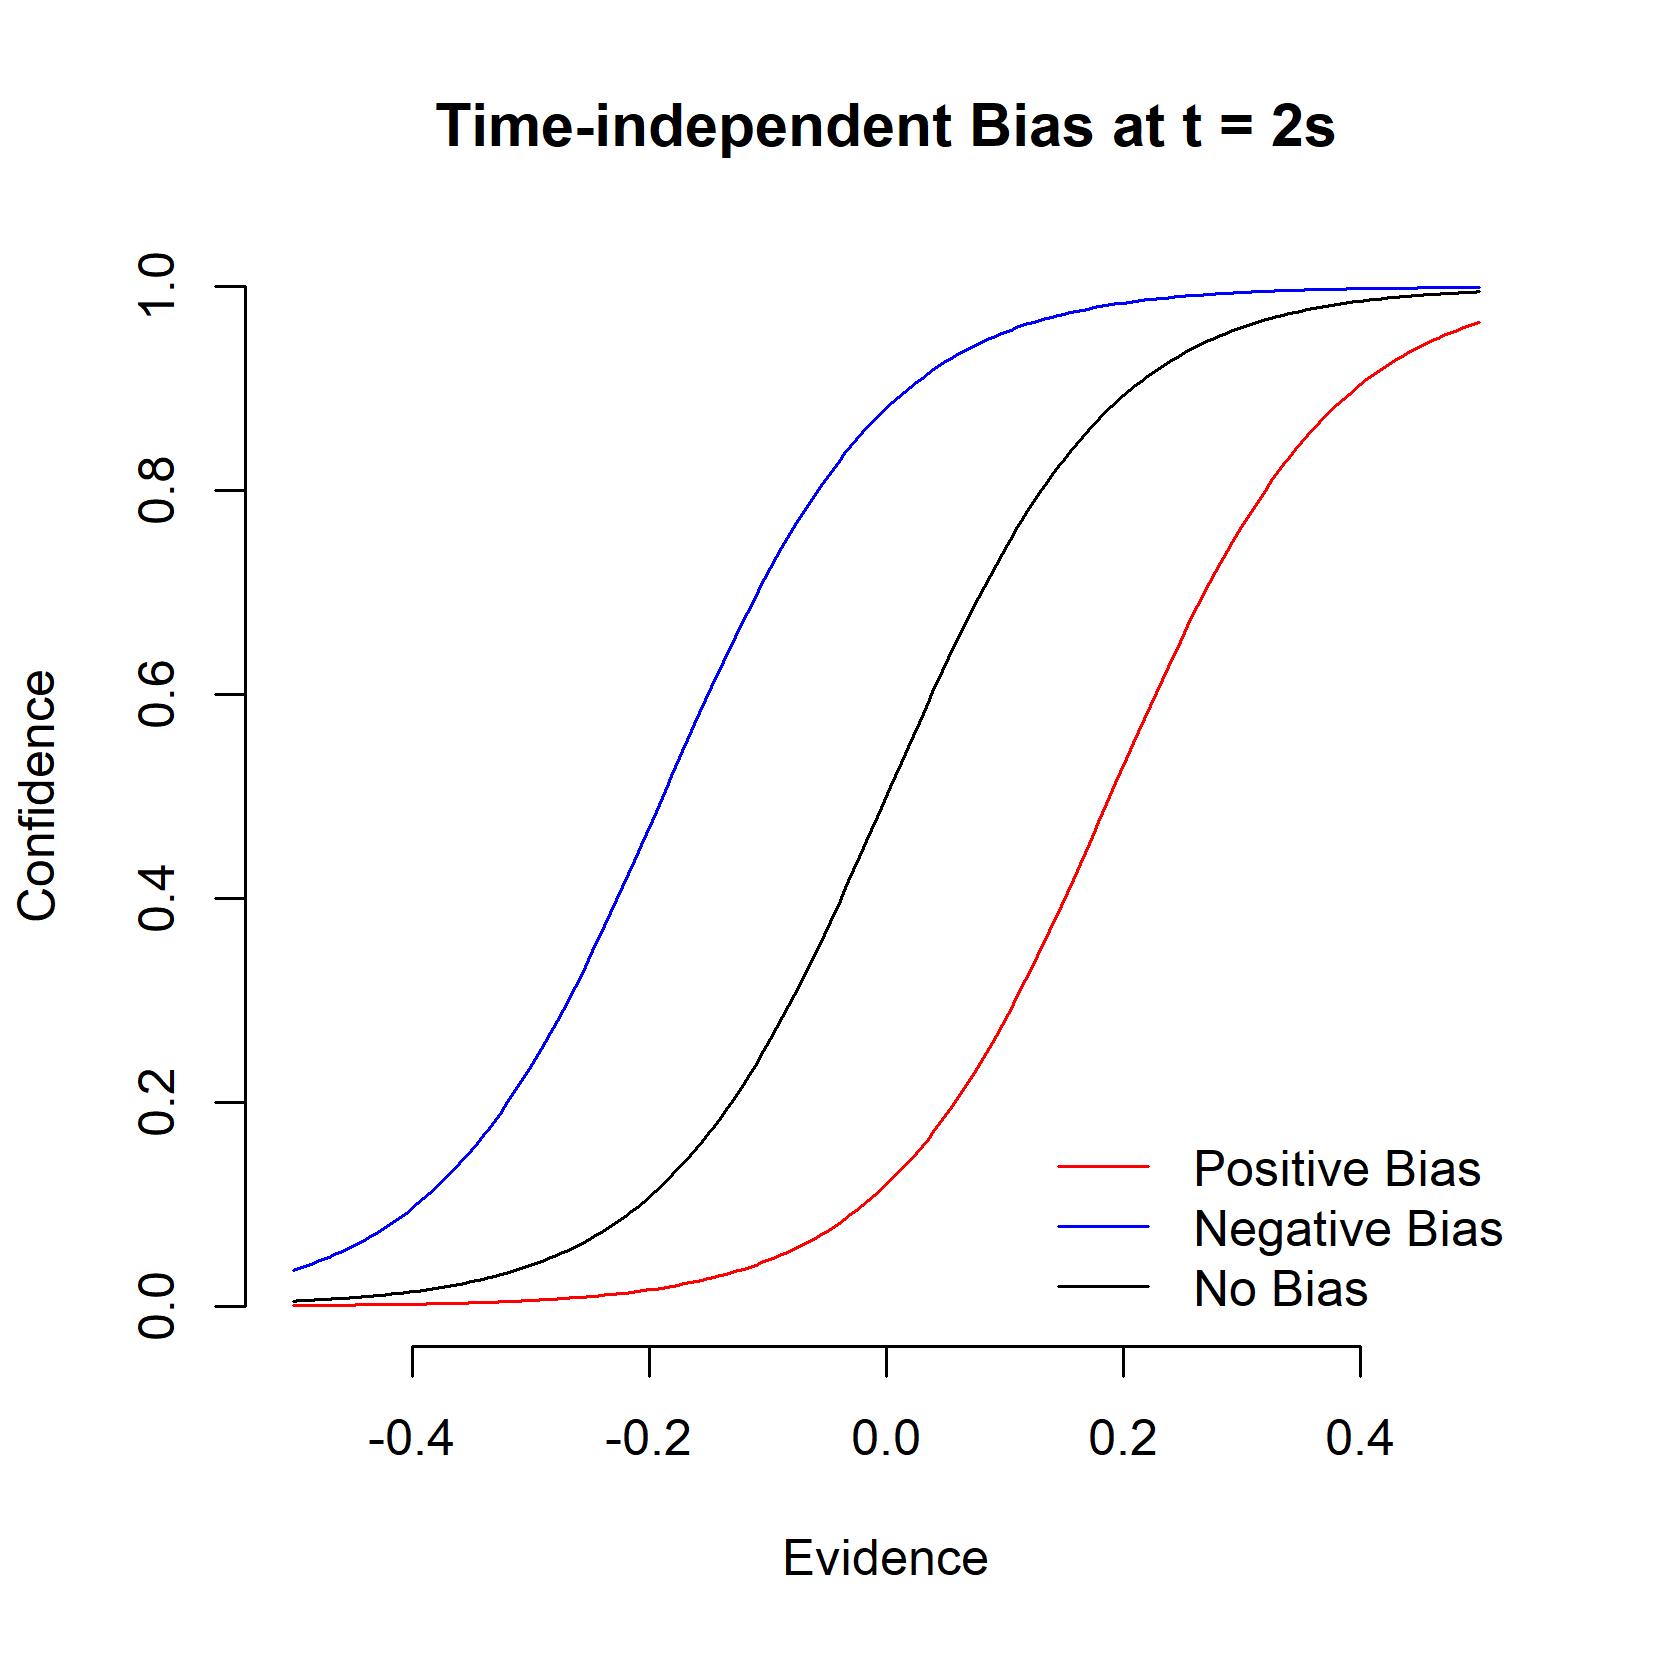 Time-independent Bias at t = 2s
Confidence
1.0
0.8
0.6
0.4
0.2
0.0
Positive Bias
Negative Bias
No Bias
-0.4 -0.2 0.0 0.2 0.4
Evidence